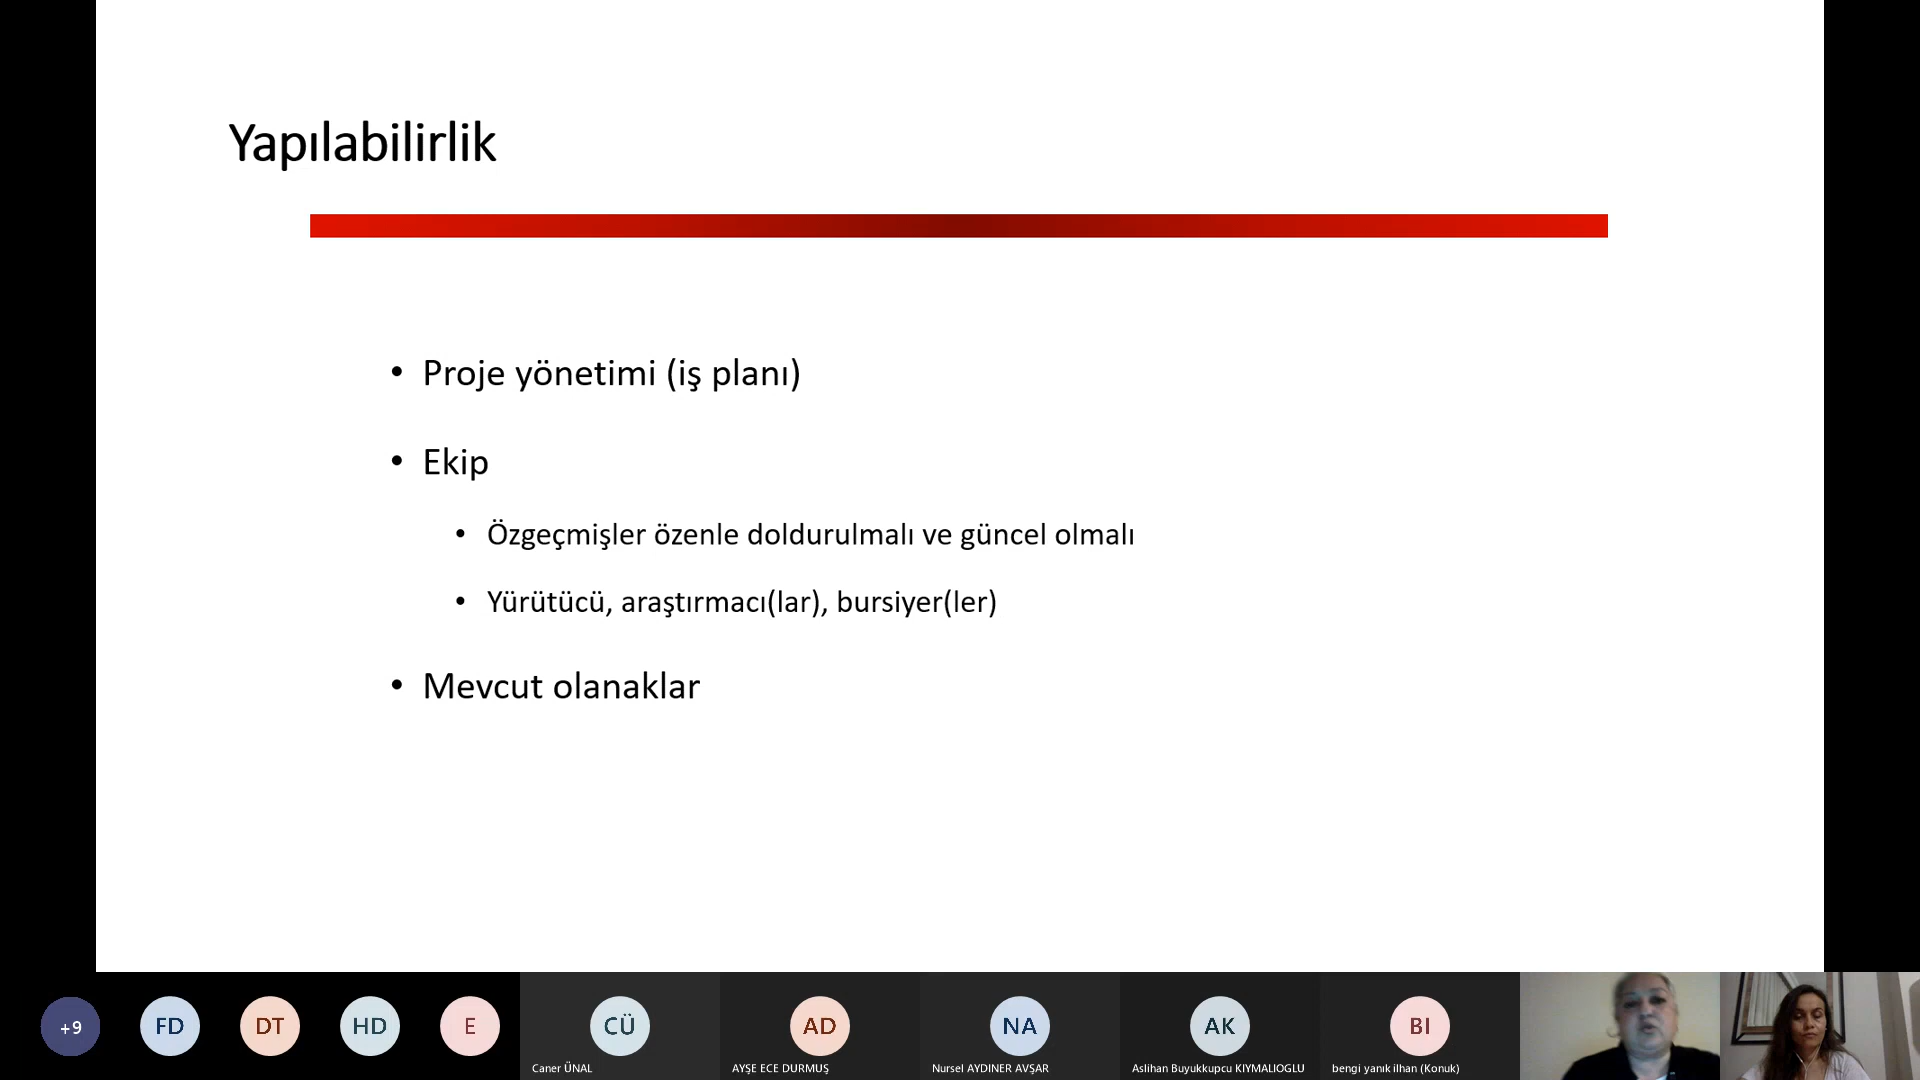 Yapılabilirlik
• Proje yönetimi (iş planı)
• Ekip
• Özgeçmişler özenle doldurulmalı ve güncel olmalı
• Yürütücü, araştırmacı(lar), bursiyer(ler)
• Mevcut olanaklar
+9
FD
DT
HD
E
CÜ
AD
NA
AK
BI
Caner ÜNAL
AYŞE ECE DURMUŞ
Nursel AYDINER AVŞAR
Aslihan Buyukkupcu KIYMALIOGLU
bengi yanık ilhan (Konuk)